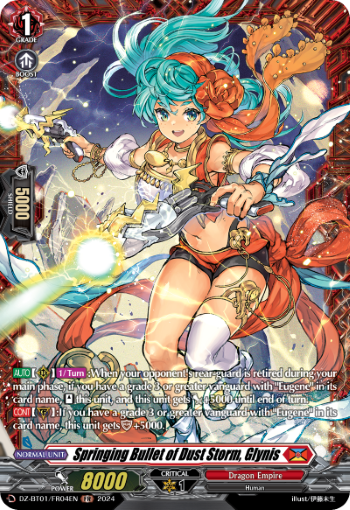 1
GRADE
BOOST
5000
SHIELD
AUTO 1/Turn :When your opponent's rear-guard is retired during your
main phase, if you have a grade 3 or greater vanguard with "Eugene" in its
card name, this unit, and this unit gets +5000 until end of turn.
CONT :If you have a grade 3 or greater vanguard with "Eugene" in its
card name, this unit gets +5000.
NORMAL UNIT
Springing Bullet of Dust Storm, Glynis
POWER 8000
CRITICAL
1
Dragon Empire
Human
DZ-BT01/FR04EN FR 2024
illust/伊藤未生